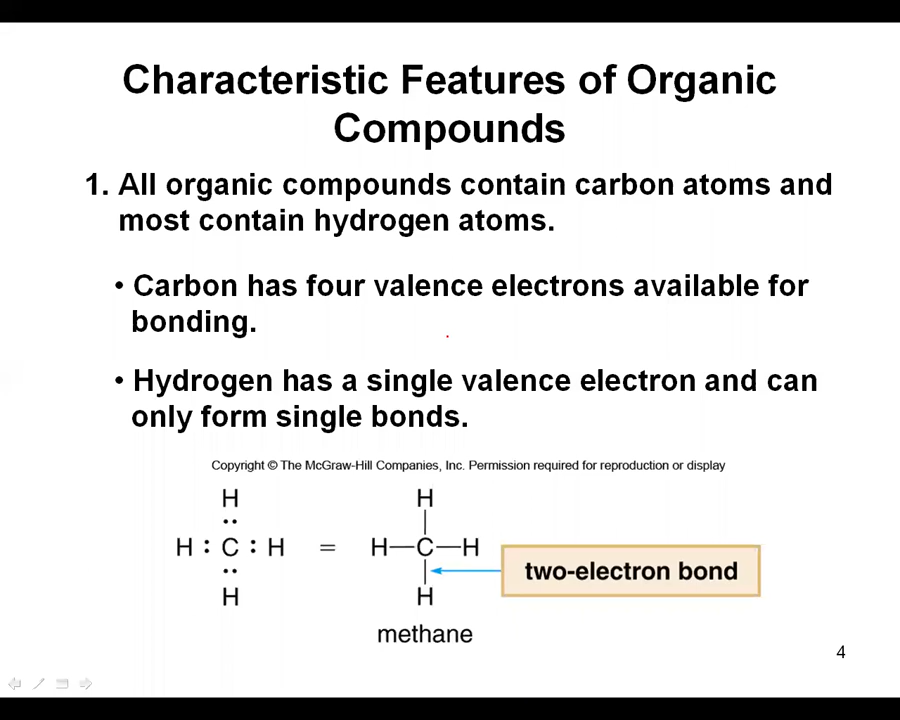 Characteristic Features of Organic
Compounds
1. All organic compounds contain carbon atoms and
most contain hydrogen atoms.
• Carbon has four valence electrons available for
bonding.
• Hydrogen has a single valence electron and can
only form single bonds.
Copyright © The McGraw-Hill Companies, Inc. Permission required for reproduction or display
H H
··
H : C : H = H—C—H
·· two-electron bond
H H
methane
4